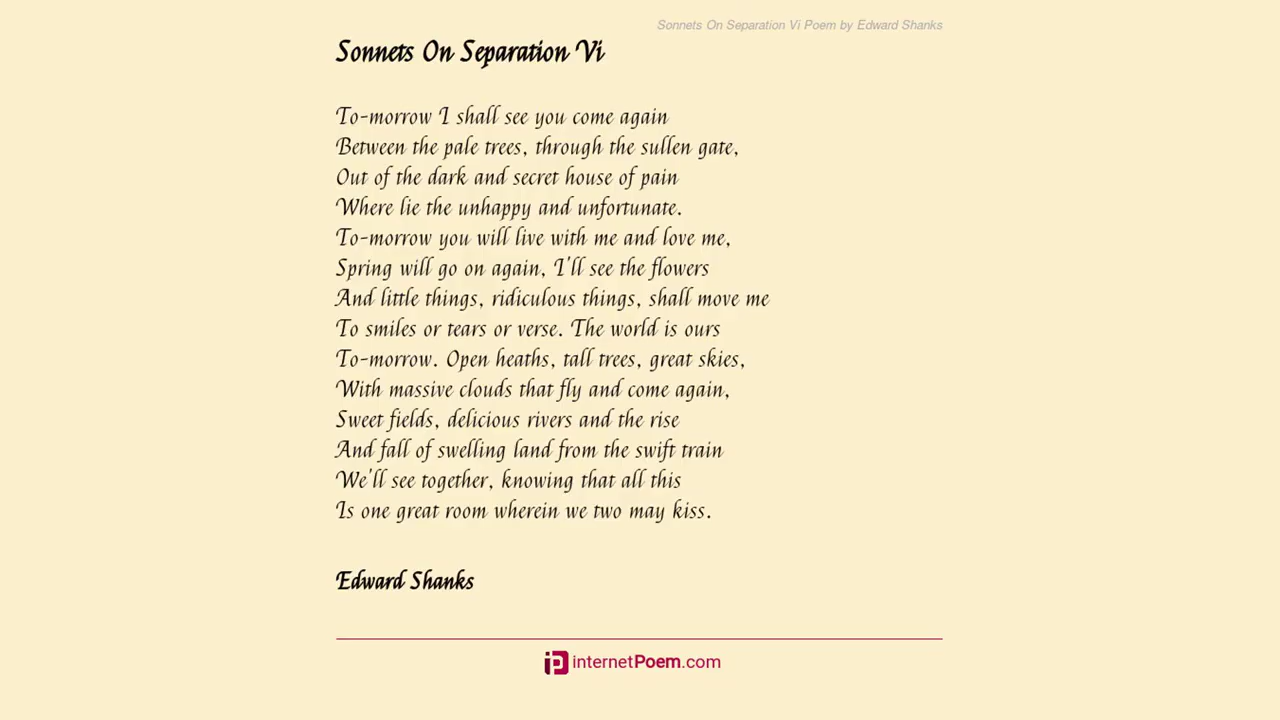 Sonnets On Separation Vi Poem by Edward Shanks
Sonnets On Separation Vi
To-morrow I shall see you come again
Between the pale trees, through the sullen gate,
Out of the dark and secret house of pain
Where lie the unhappy and unfortunate.
To-morrow you will live with me and love me,
Spring will go on again, I'll see the flowers
And little things, ridiculous things, shall move me
To smiles or tears or verse. The world is ours
To-morrow. Open heaths, tall trees, great skies,
With massive clouds that fly and come again,
Sweet fields, delicious rivers and the rise
And fall of swelling land from the swift train
We'll see together, knowing that all this
Is one great room wherein we two may kiss.
Edward Shanks
internetPoem.com